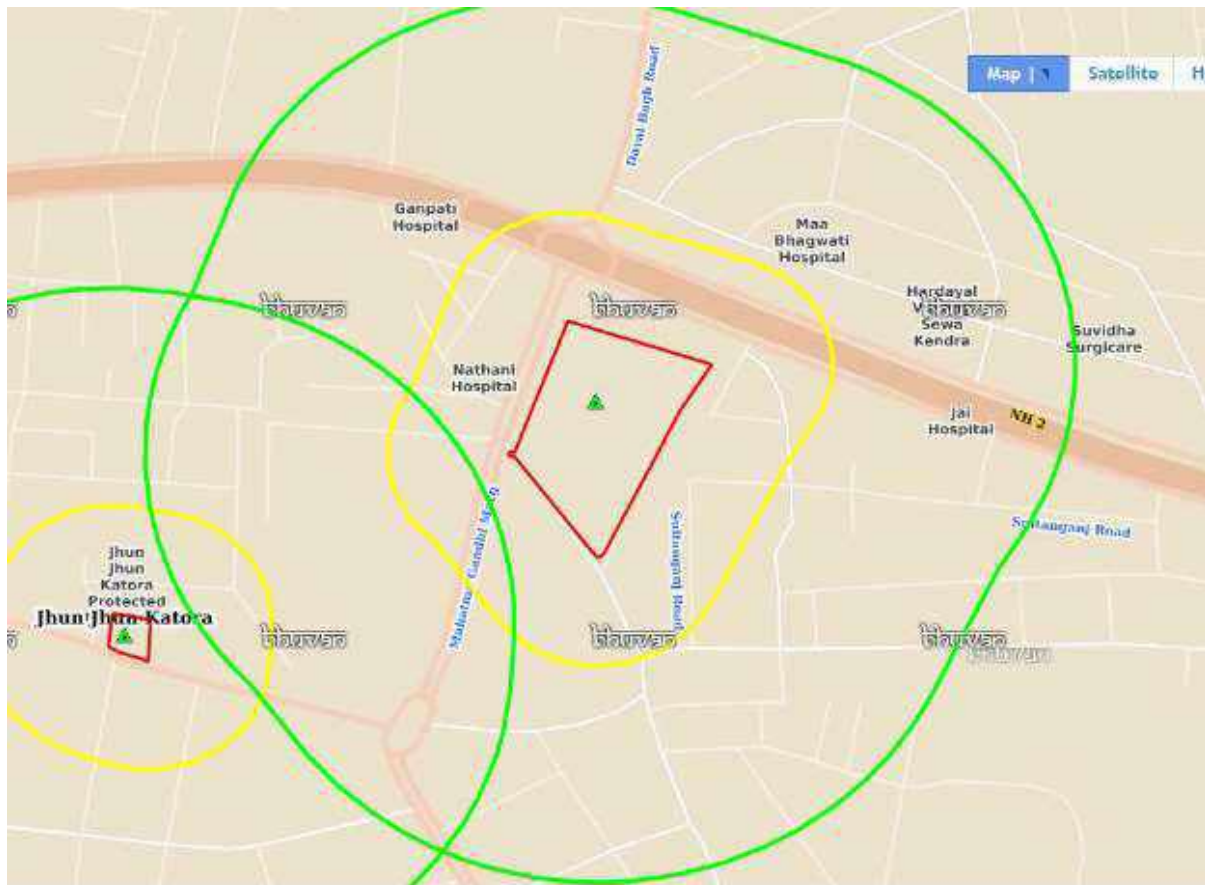 Map |
Satellite
H
Dayal Bagh Road
Ganpati
Hospital
Maa
Bhagwati
Hospital
bhuvan
bhuvan
Hardayal
Sewa
Kendra
bhuvan
Suvidha
Surgicare
Nathani
Hospital
Jai
Hospital
NH 2
Mahatma Gandhi Marg
Sultanganj Road
Sultanganj Road
Jhun
Jhun
Katora
Protected
Jhun Jhun Katora
bhuvan
bhuvan
bhuvan
bhuvan